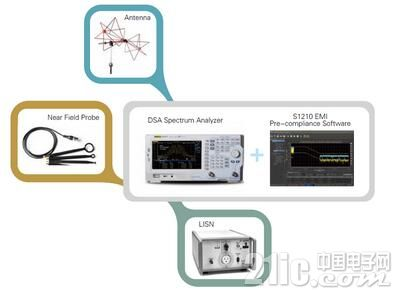 Antenna
Near Field Probe
DSA Spectrum Analyzer
S1210 EMI
Pre-compliance Software
LISN
21ic.com
中国电子网